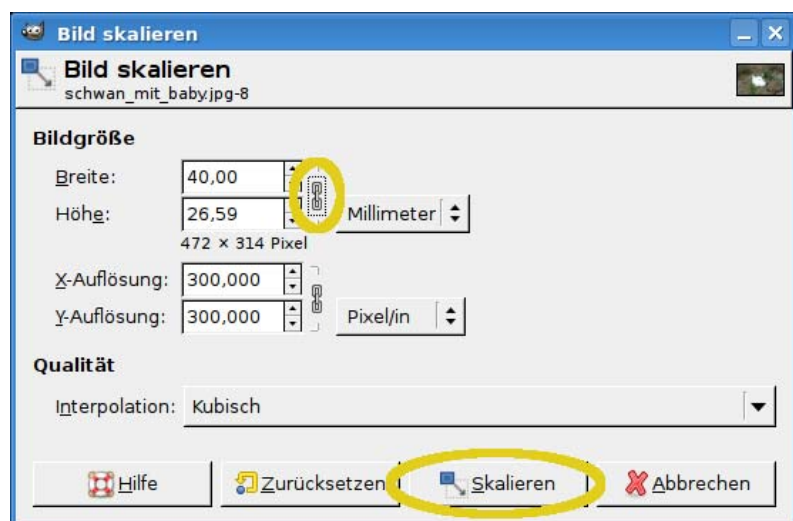 Bild skalieren
Bild skalieren
schwan_mit_baby.jpg-8
Bildgröße
Breite: 40,00
Höhe: 26,59 Millimeter
472 × 314 Pixel
X-Auflösung: 300,000
Y-Auflösung: 300,000 Pixel/in
Qualität
Interpolation: Kubisch
Hilfe Zurücksetzen Skalieren Abbrechen